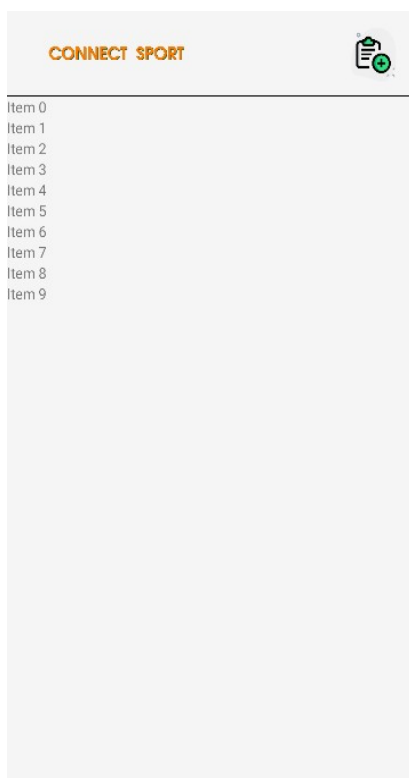 CONNECT SPORT
Item 0
Item 1
Item 2
Item 3
Item 4
Item 5
Item 6
Item 7
Item 8
Item 9